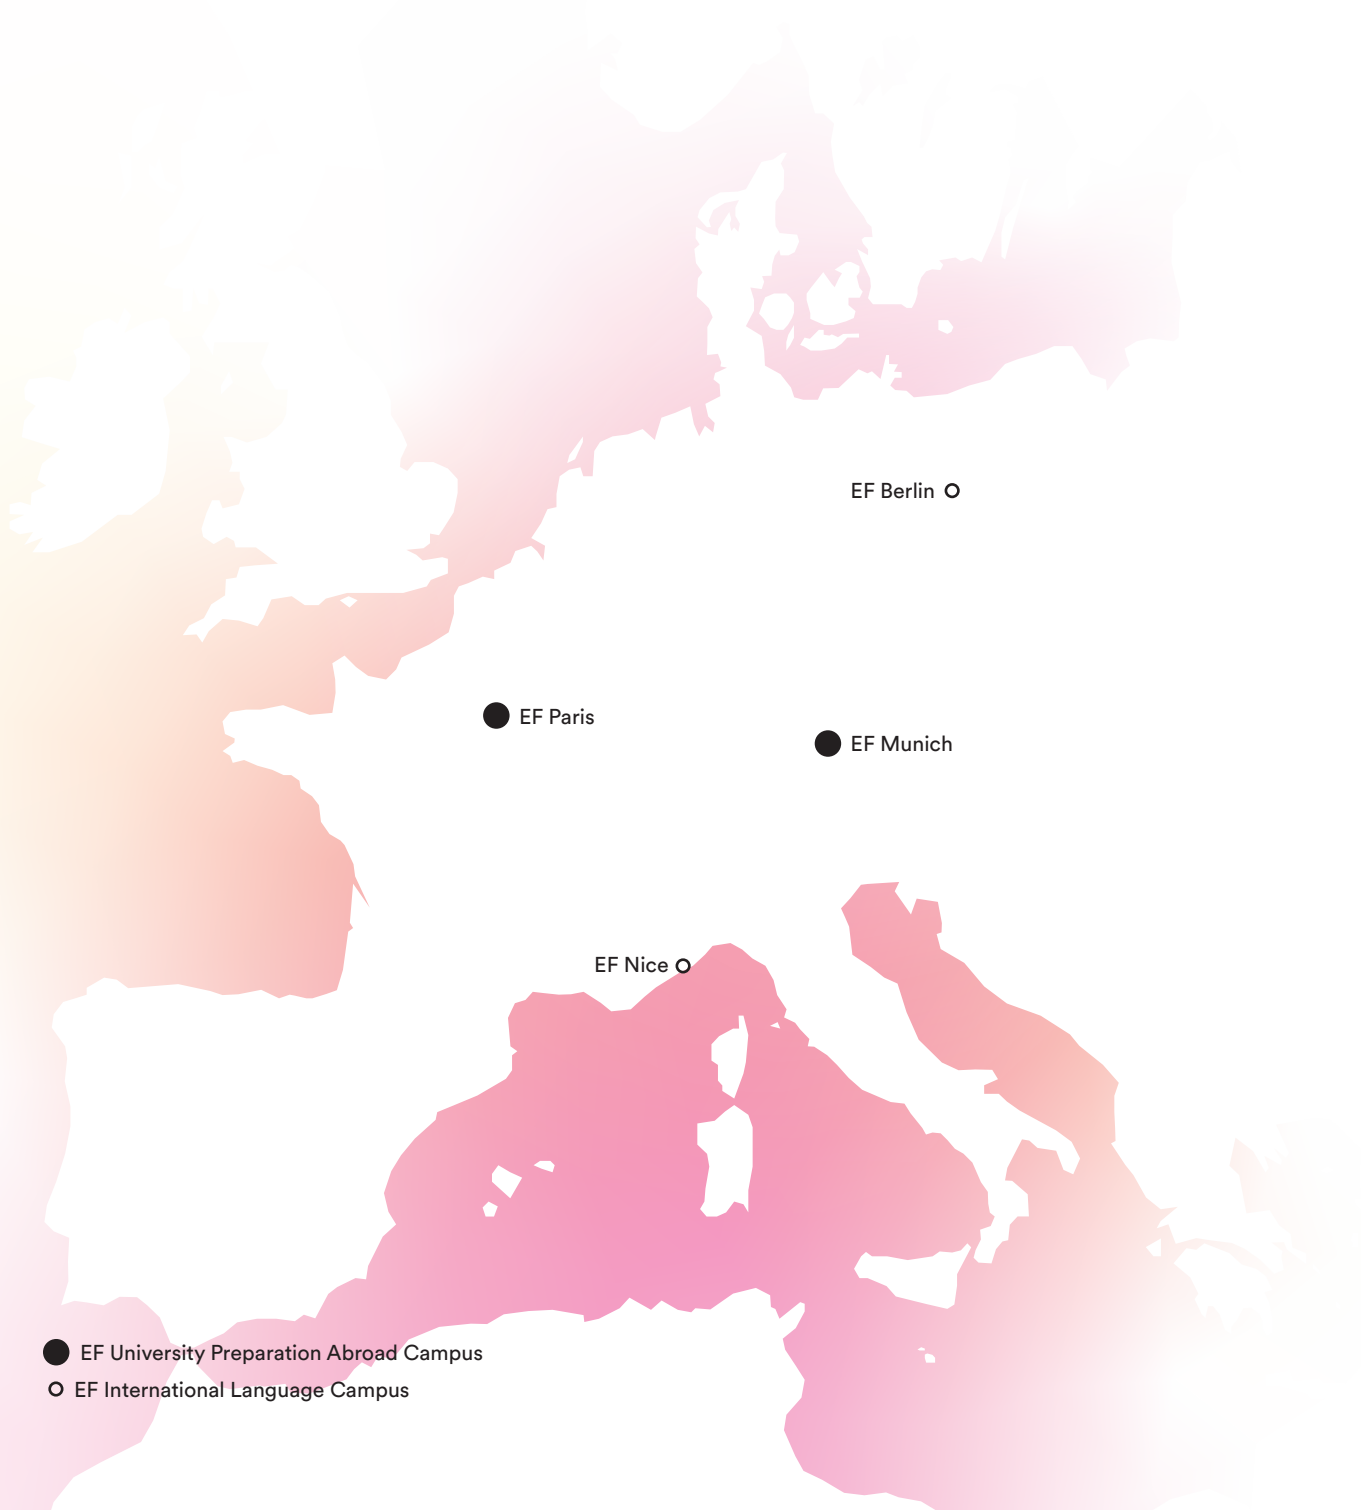 EF Berlin
EF Paris
EF Munich
EF Nice
EF University Preparation Abroad Campus
EF International Language Campus